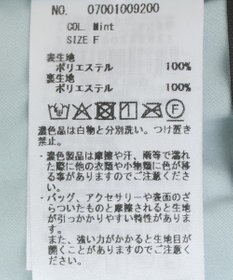 NO. 07001009200
COL. Mint
SIZE F
表生地
ポリエステル 100%
裏生地
ポリエステル 100%
濃色品は白物と分別洗い。つけ置き
禁止。
・濃色製品は摩擦や汗、雨等で濡れ
た際に他の衣類や小物類に色が移
る事がありますのでご注意くださ
い。
・バッグ、アクセサリーや表面のざ
らついたものと摩擦されると生地
が引っかかりやすい特性がありま
す。
また、強い力がかかると生地目が
開くことがありますのでご注意く
ださい。